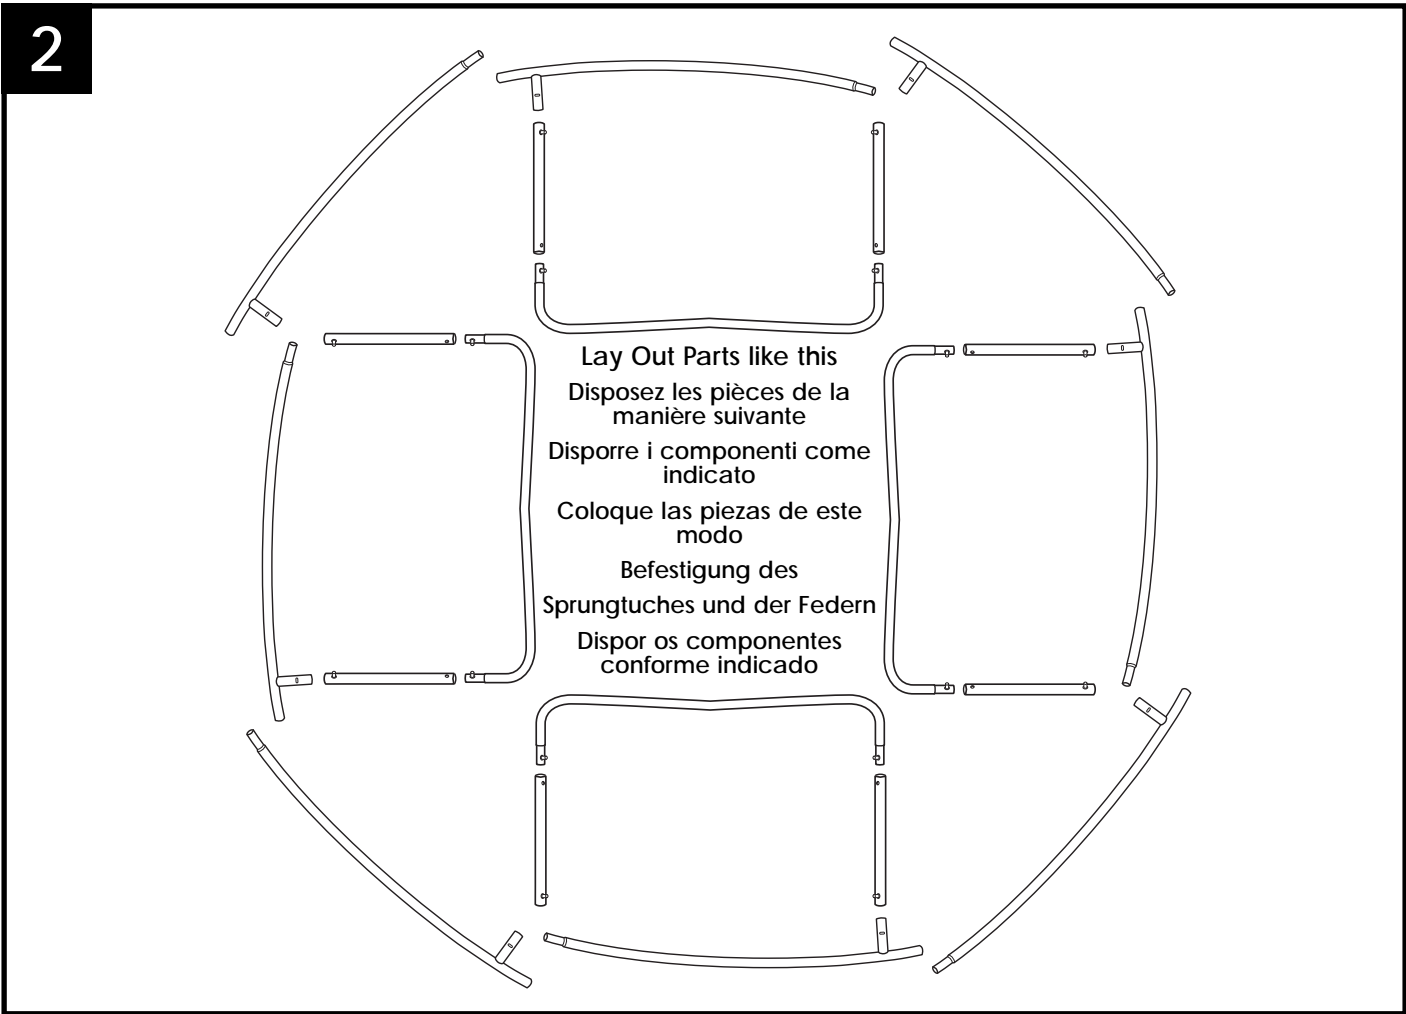 2
Lay Out Parts like this
Disposez les pièces de la
manière suivante
Disporre i componenti come
indicato
Coloque las piezas de este
modo
Befestigung des
Sprungtuches und der Federn
Dispor os componentes
conforme indicado